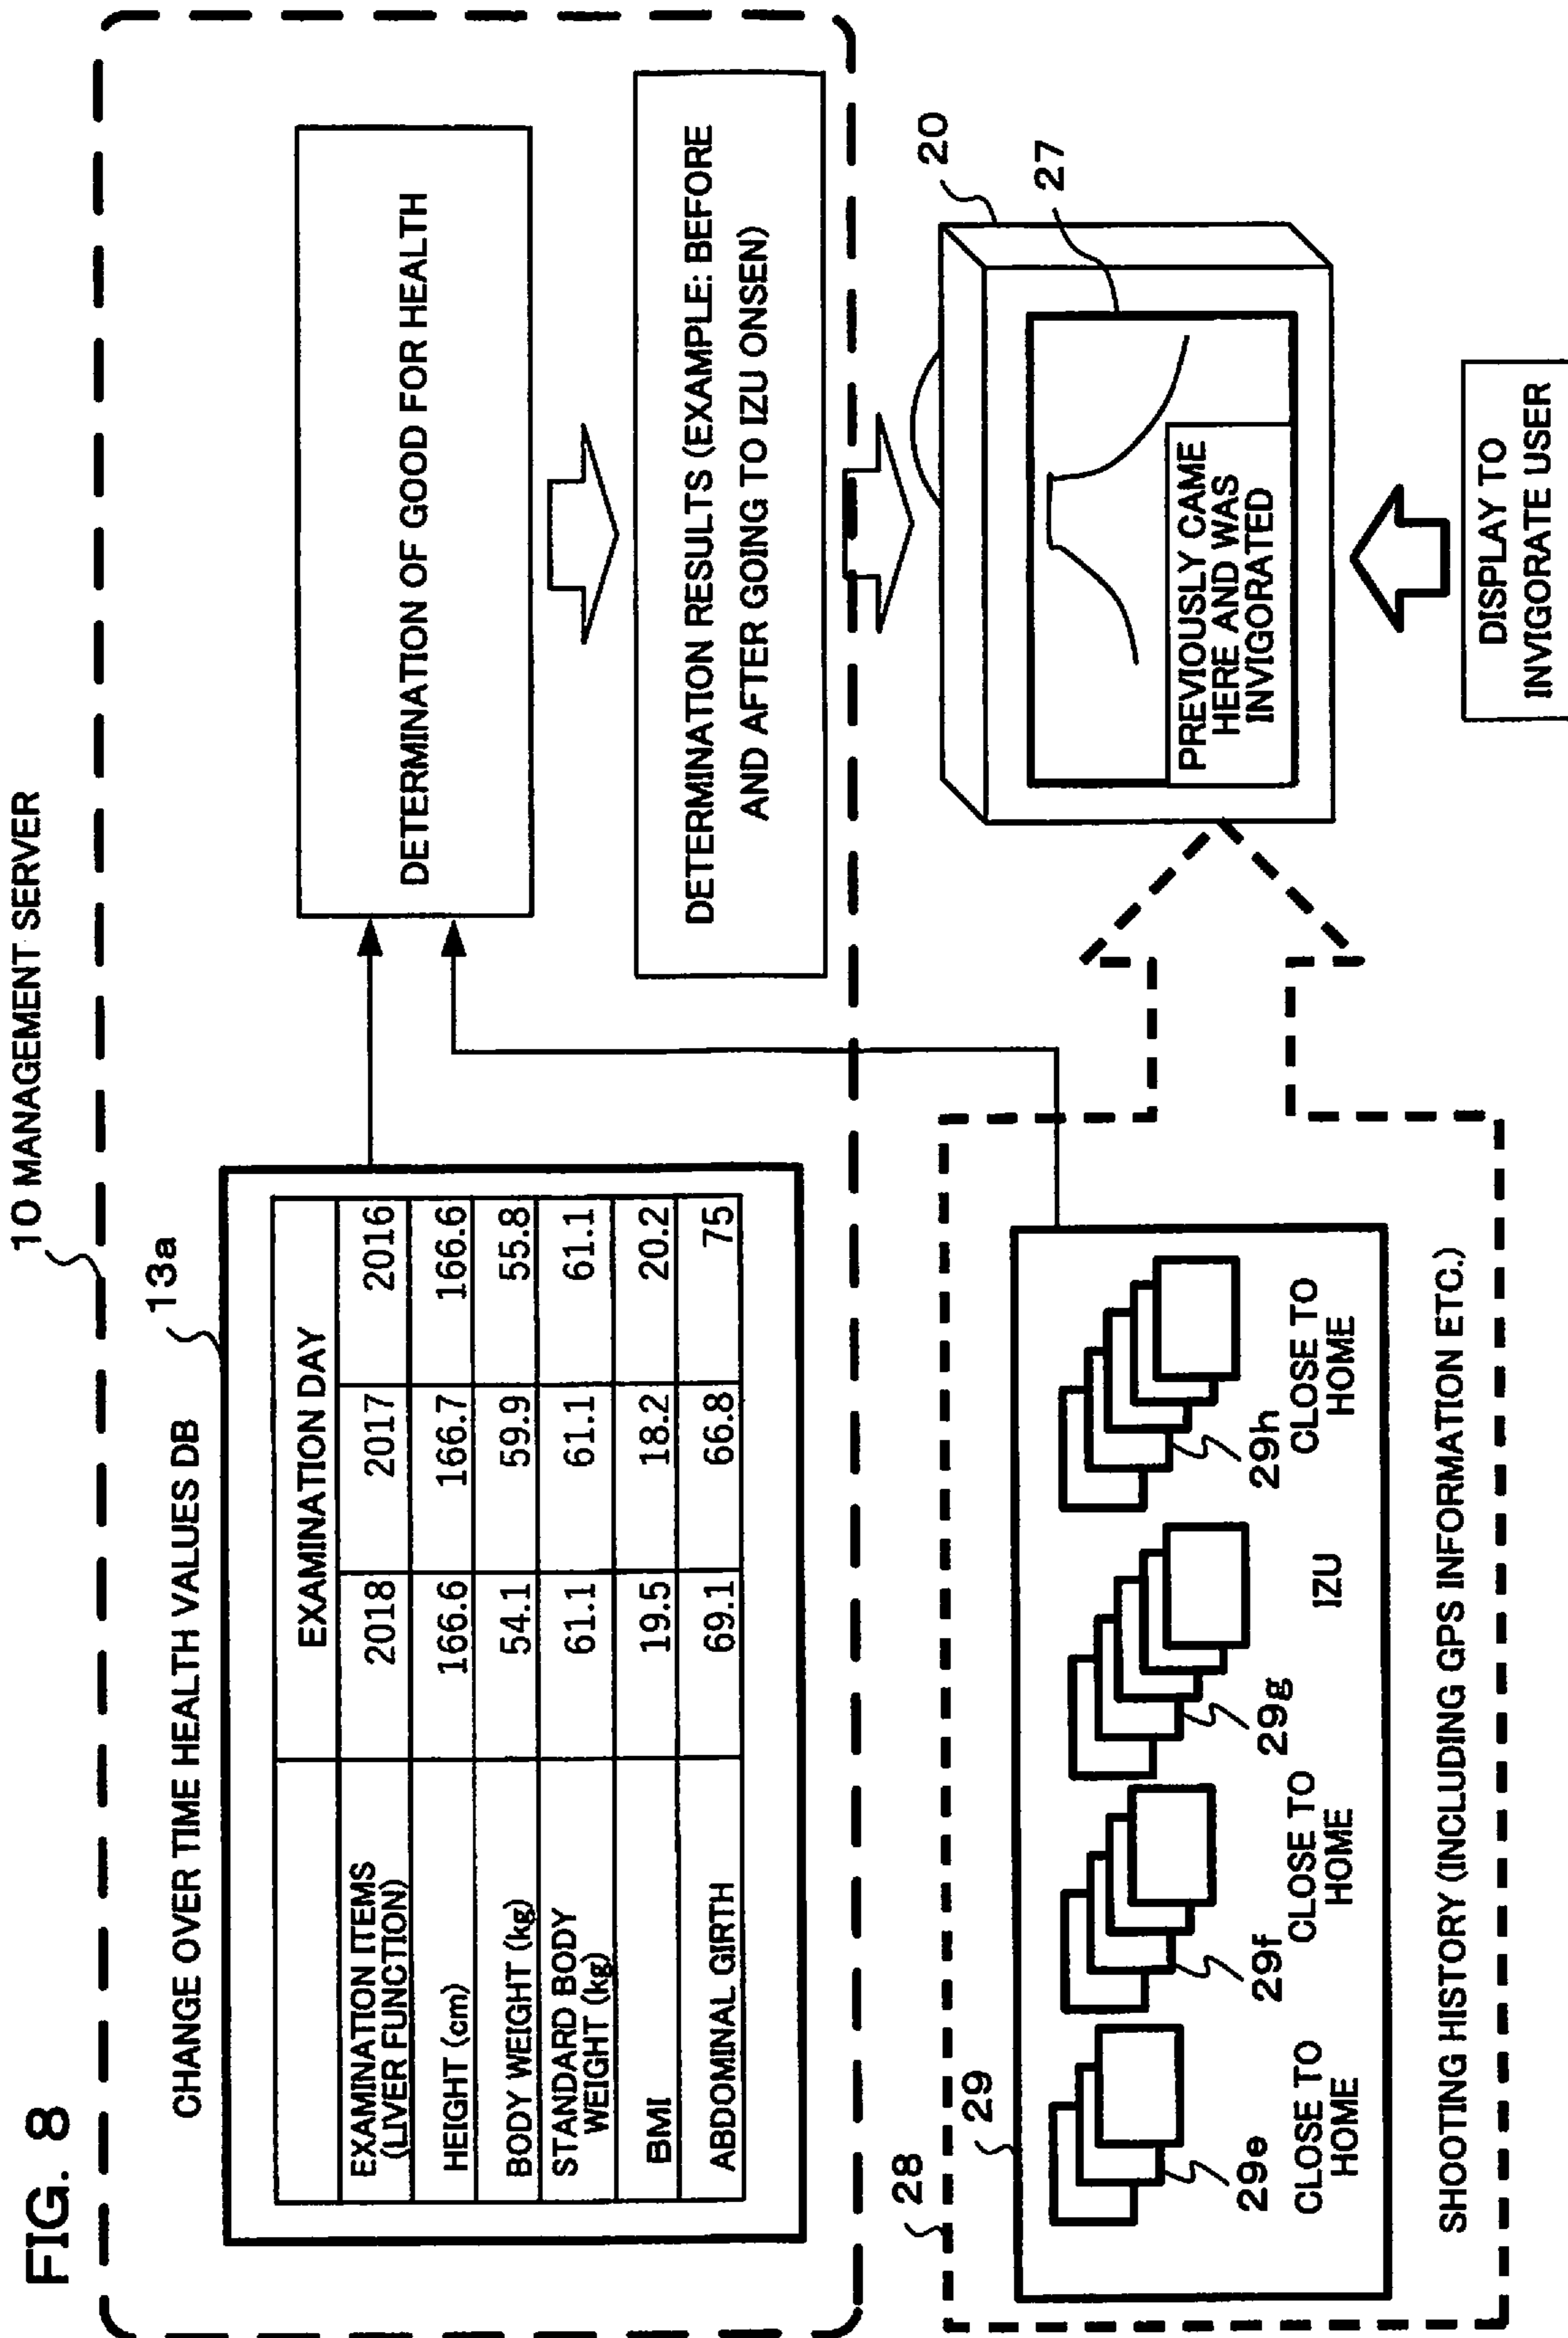 FIG. 8
10 MANAGEMENT SERVER
CHANGE OVER TIME HEALTH VALUES DB
13a
EXAMINATION DAY
EXAMINATION ITEMS
(LIVER FUNCTION)
2018 2017 2016
HEIGHT (cm) 166.6 166.7 166.6
BODY WEIGHT (kg) 54.1 59.9 55.8
STANDARD BODY
WEIGHT (kg)
61.1 61.1 61.1
BMI 19.5 18.2 20.2
ABDOMINAL GIRTH 69.1 66.8 75
DETERMINATION OF GOOD FOR HEALTH
DETERMINATION RESULTS (EXAMPLE: BEFORE
AND AFTER GOING TO IZU ONSEN)
28
29
29e
CLOSE TO
HOME
29f
CLOSE TO
HOME
29g
IZU
29h
CLOSE TO
HOME
SHOOTING HISTORY (INCLUDING GPS INFORMATION ETC.)
20
27
PREVIOUSLY CAME
HERE AND WAS
INVIGORATED
DISPLAY TO
INVIGORATE USER